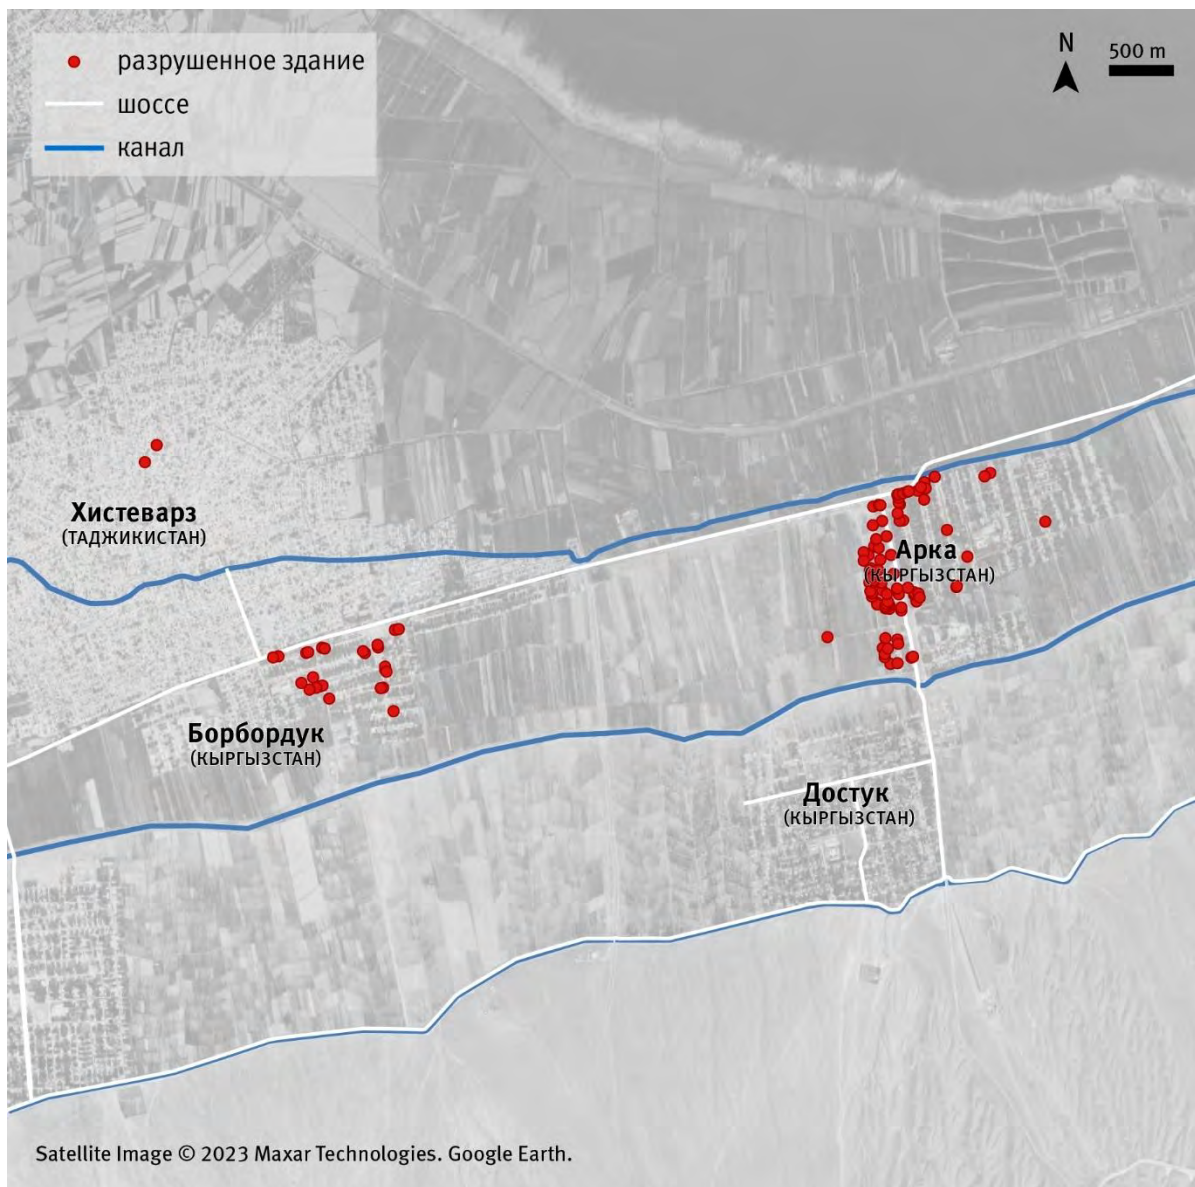 разрушенное здание
шоссе
канал
N
500 m
Хистеварз
(ТАДЖИКИСТАН)
Арка
(КЫРГЫЗСТАН)
Борбордук
(КЫРГЫЗСТАН)
Достук
(КЫРГЫЗСТАН)
Satellite Image © 2023 Maxar Technologies. Google Earth.